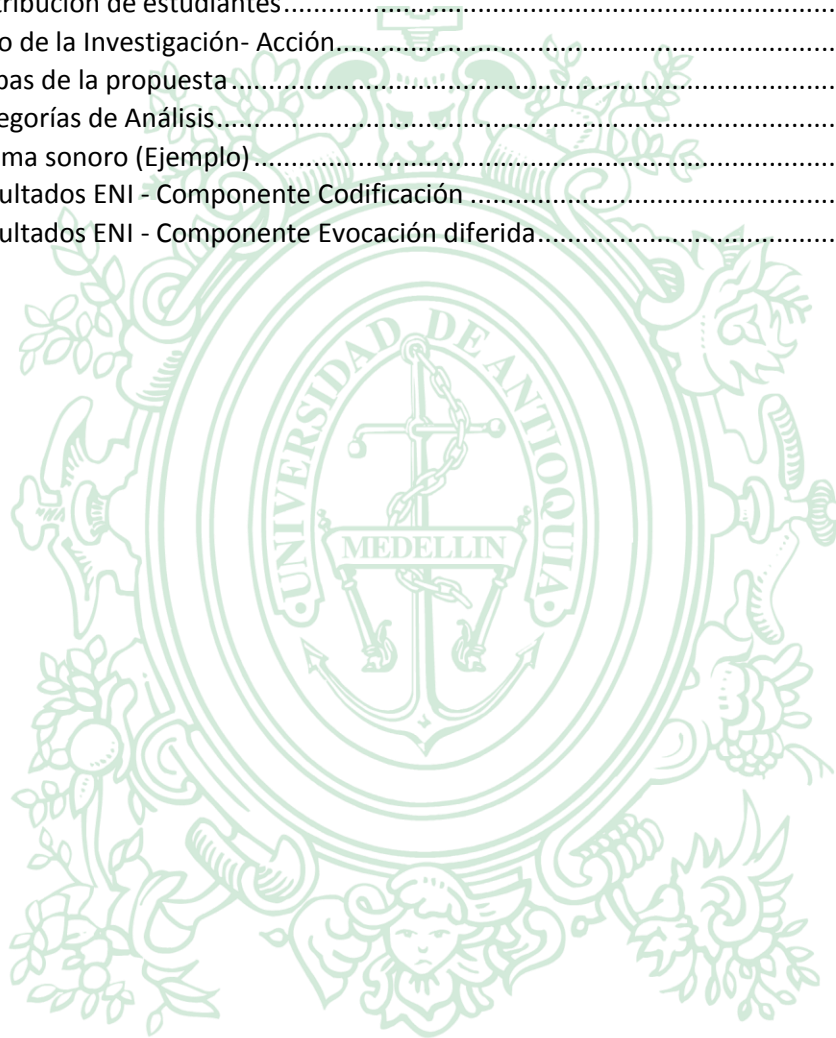 tribución de estudiantes........................................................................
o de la Investigación- Acción................................................................
pas de la propuesta..............................................................................
egorías de Análisis................................................................................
ma sonoro (Ejemplo)...........................................................................
ultados ENI - Componente Codificación ...............................................
ultados ENI - Componente Evocación diferida......................................
UNIVERSIDAD DE ANTIOQUIA
MEDELLIN